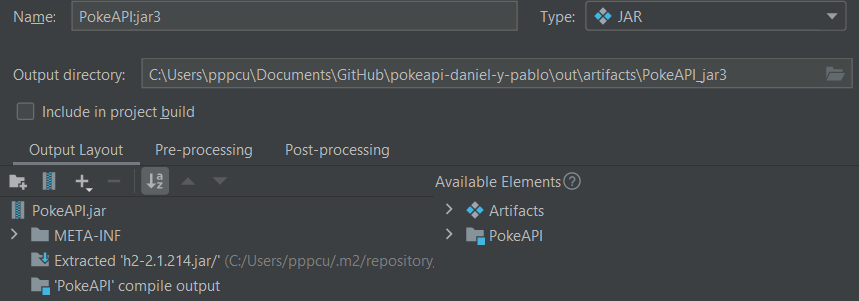 Name: PokeAPI:jar3 Type: JAR
Output directory: C:\Users\pppcu\Documents\GitHub\pokeapi-daniel-y-pablo\out\artifacts\PokeAPI_jar3
Include in project build
Output Layout Pre-processing Post-processing
Available Elements ?
PokeAPI.jar Artifacts
META-INF PokeAPI
Extracted 'h2-2.1.214.jar/' (C:/Users/pppcu/.m2/repository,
'PokeAPI' compile output